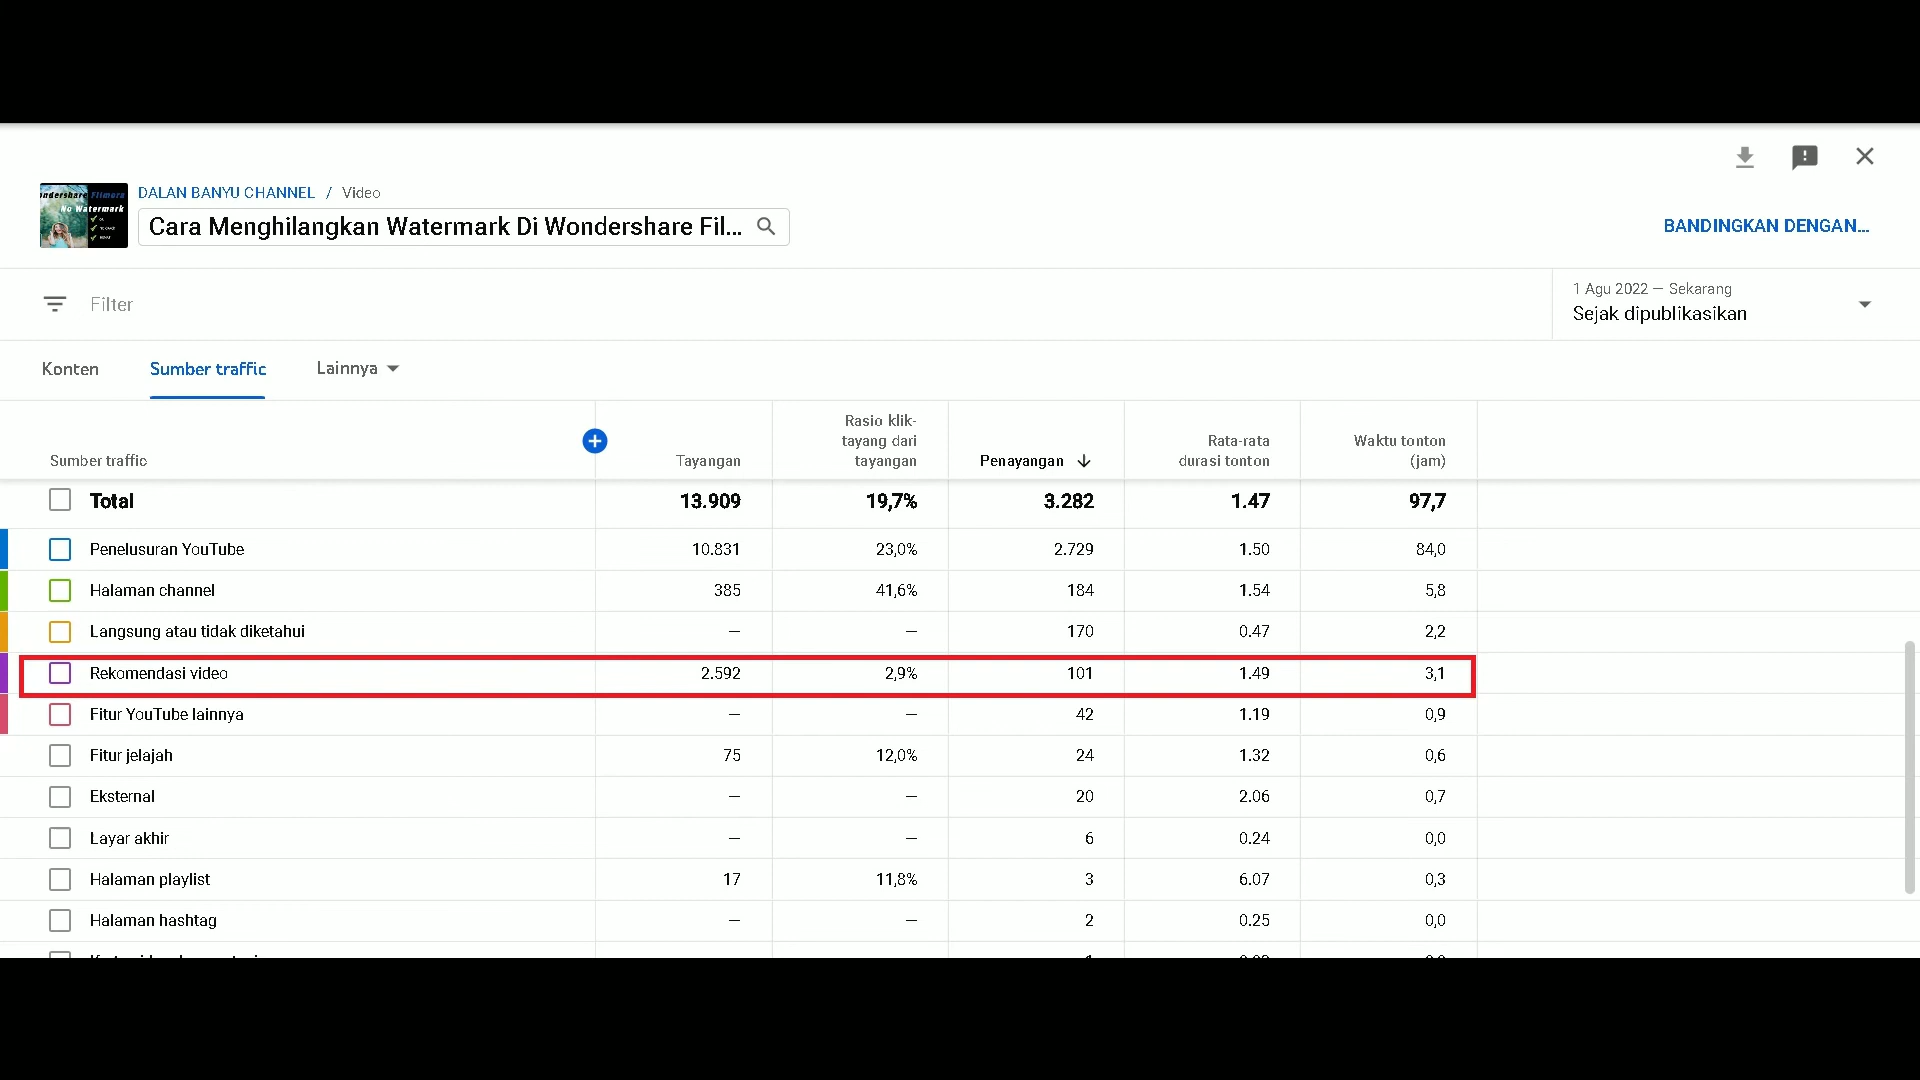 DALAN BANYU CHANNEL / Video
Cara Menghilangkan Watermark Di Wondershare Fil...
BANDINGKAN DENGAN...
Filter
1 Agu 2022 – Sekarang
Sejak dipublikasikan
Konten Sumber traffic Lainnya
Sumber traffic
Tayangan
Rasio klik-
tayang dari
tayangan
Penayangan
Rata-rata
durasi tonton
Waktu tonton
(jam)
Total 13.909 19,7% 3.282 1.47 97,7
Penelusuran YouTube 10.831 23,0% 2.729 1.50 84,0
Halaman channel 385 41,6% 184 1.54 5,8
Langsung atau tidak diketahui — — 170 0.47 2,2
Rekomendasi video 2.592 2,9% 101 1.49 3,1
Fitur YouTube lainnya — — 42 1.19 0,9
Fitur jelajah 75 12,0% 24 1.32 0,6
Eksternal — — 20 2.06 0,7
Layar akhir — — 6 0.24 0,0
Halaman playlist 17 11,8% 3 6.07 0,3
Halaman hashtag — — 2 0.25 0,0
No Watermark